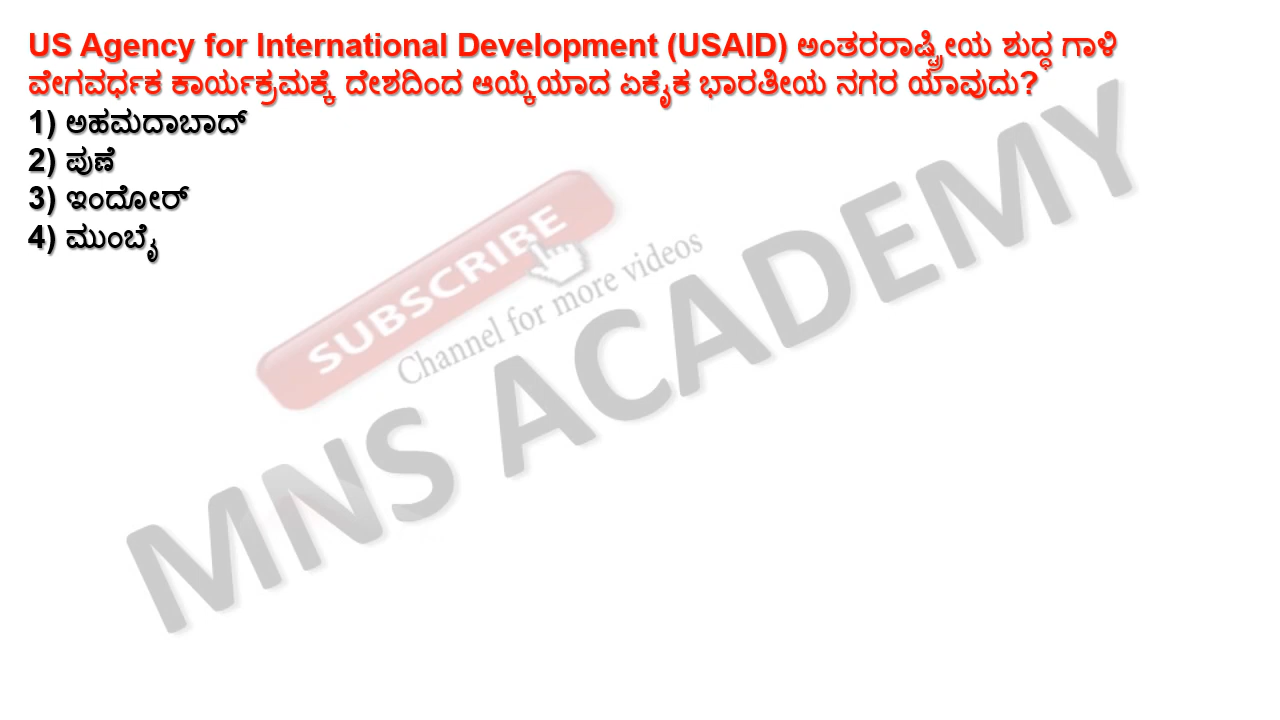 US Agency for International Development (USAID) ಅಂತರರಾಷ್ಟ್ರೀಯ ಶುದ್ಧ ಗಾಳಿ
ವೇಗವರ್ಧಕ ಕಾರ್ಯಕ್ರಮಕ್ಕೆ ದೇಶದಿಂದ ಆಯ್ಕೆಯಾದ ಏಕೈಕ ಭಾರತೀಯ ನಗರ ಯಾವುದು?
1) ಅಹಮದಾಬಾದ್
2) ಪುಣೆ
3) ಇಂದೋರ್
4) ಮುಂಬೈ
SUBSCRIBE
Channel for more videos
MNS ACADEMY